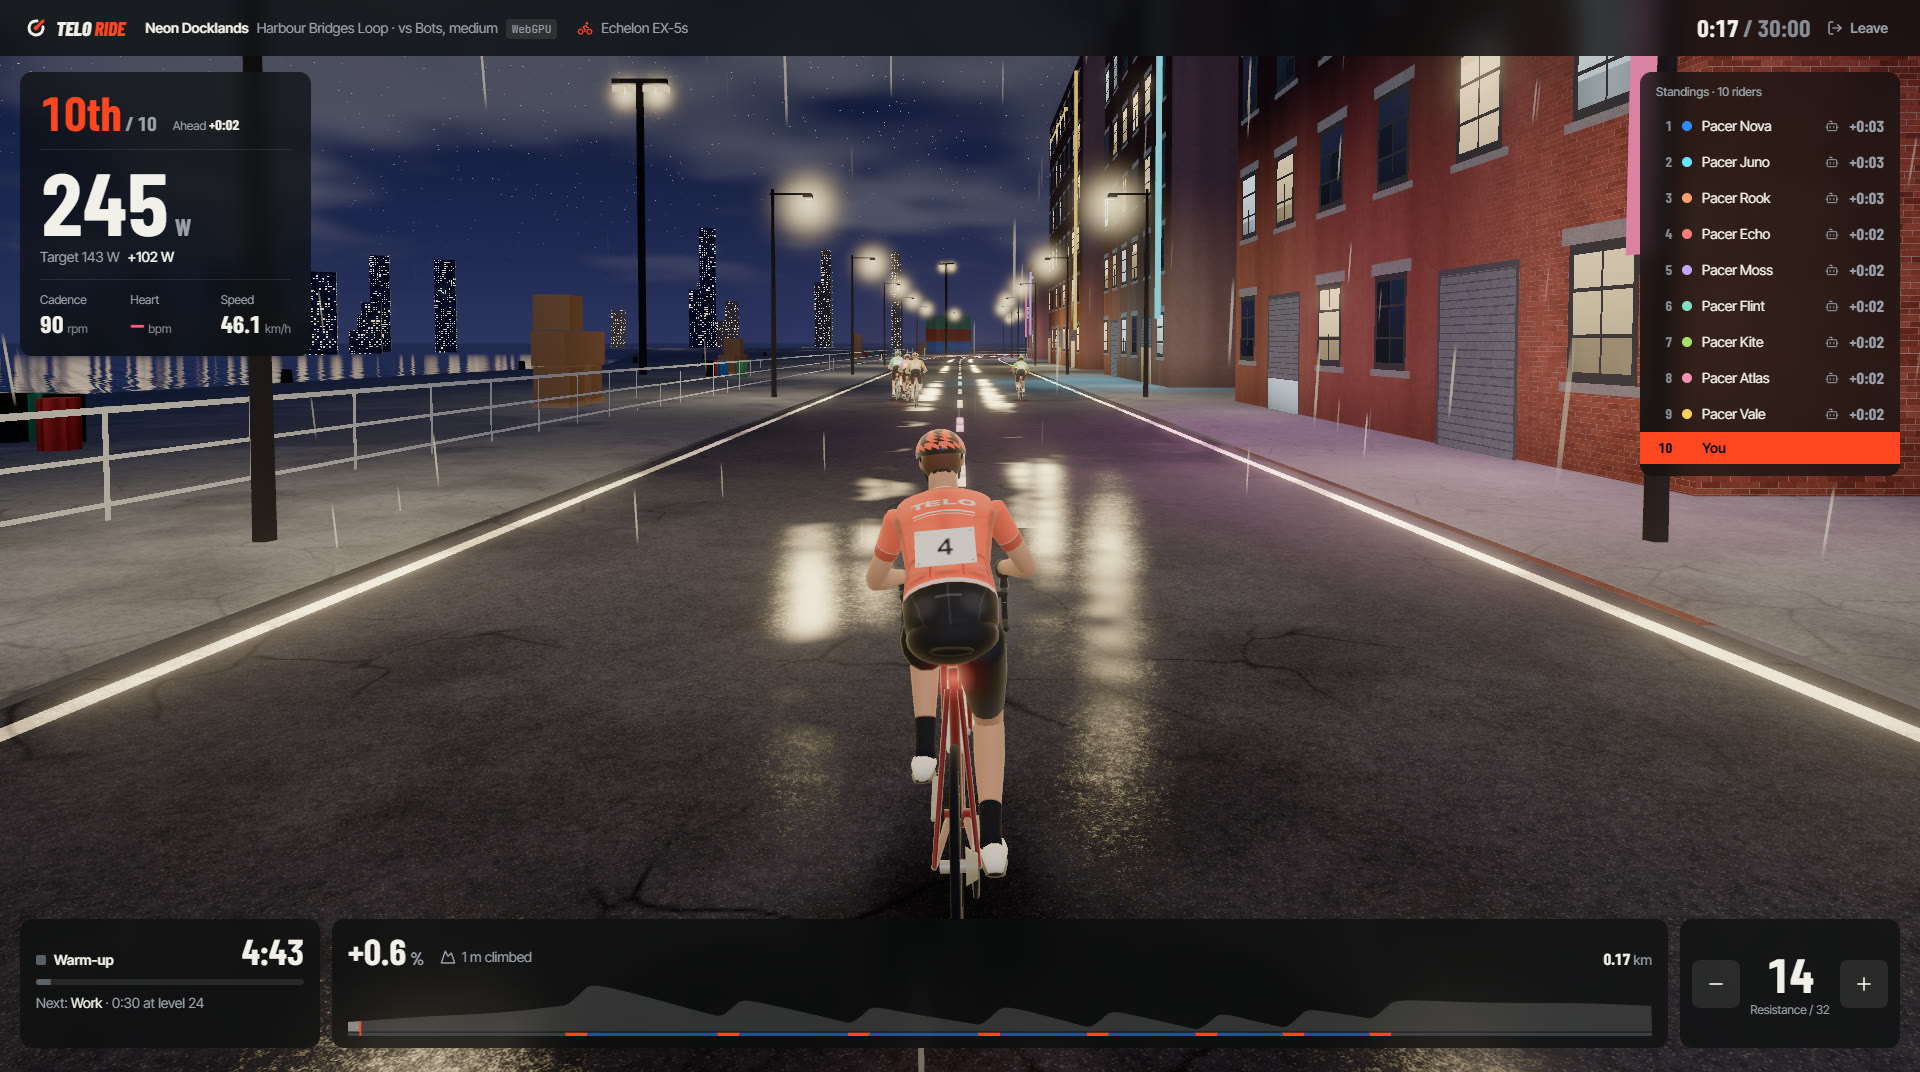 TELO RIDE Neon Docklands Harbour Bridges Loop · vs Bots, medium WebGPU Echelon EX-5s 0:17 / 30:00 Leave
10th / 10 Ahead +0:02
245 W
Target 143 W +102 W
Cadence Heart Speed
90 rpm — bpm 46.1 km/h
Standings · 10 riders
1 Pacer Nova +0:03
2 Pacer Juno +0:03
3 Pacer Rook +0:03
4 Pacer Echo +0:02
5 Pacer Moss +0:02
6 Pacer Flint +0:02
7 Pacer Kite +0:02
8 Pacer Atlas +0:02
9 Pacer Vale +0:02
10 You
TELO
4
Warm-up 4:43
Next: Work · 0:30 at level 24
+0.6 % 1 m climbed 0.17 km
− 14 +
Resistance / 32